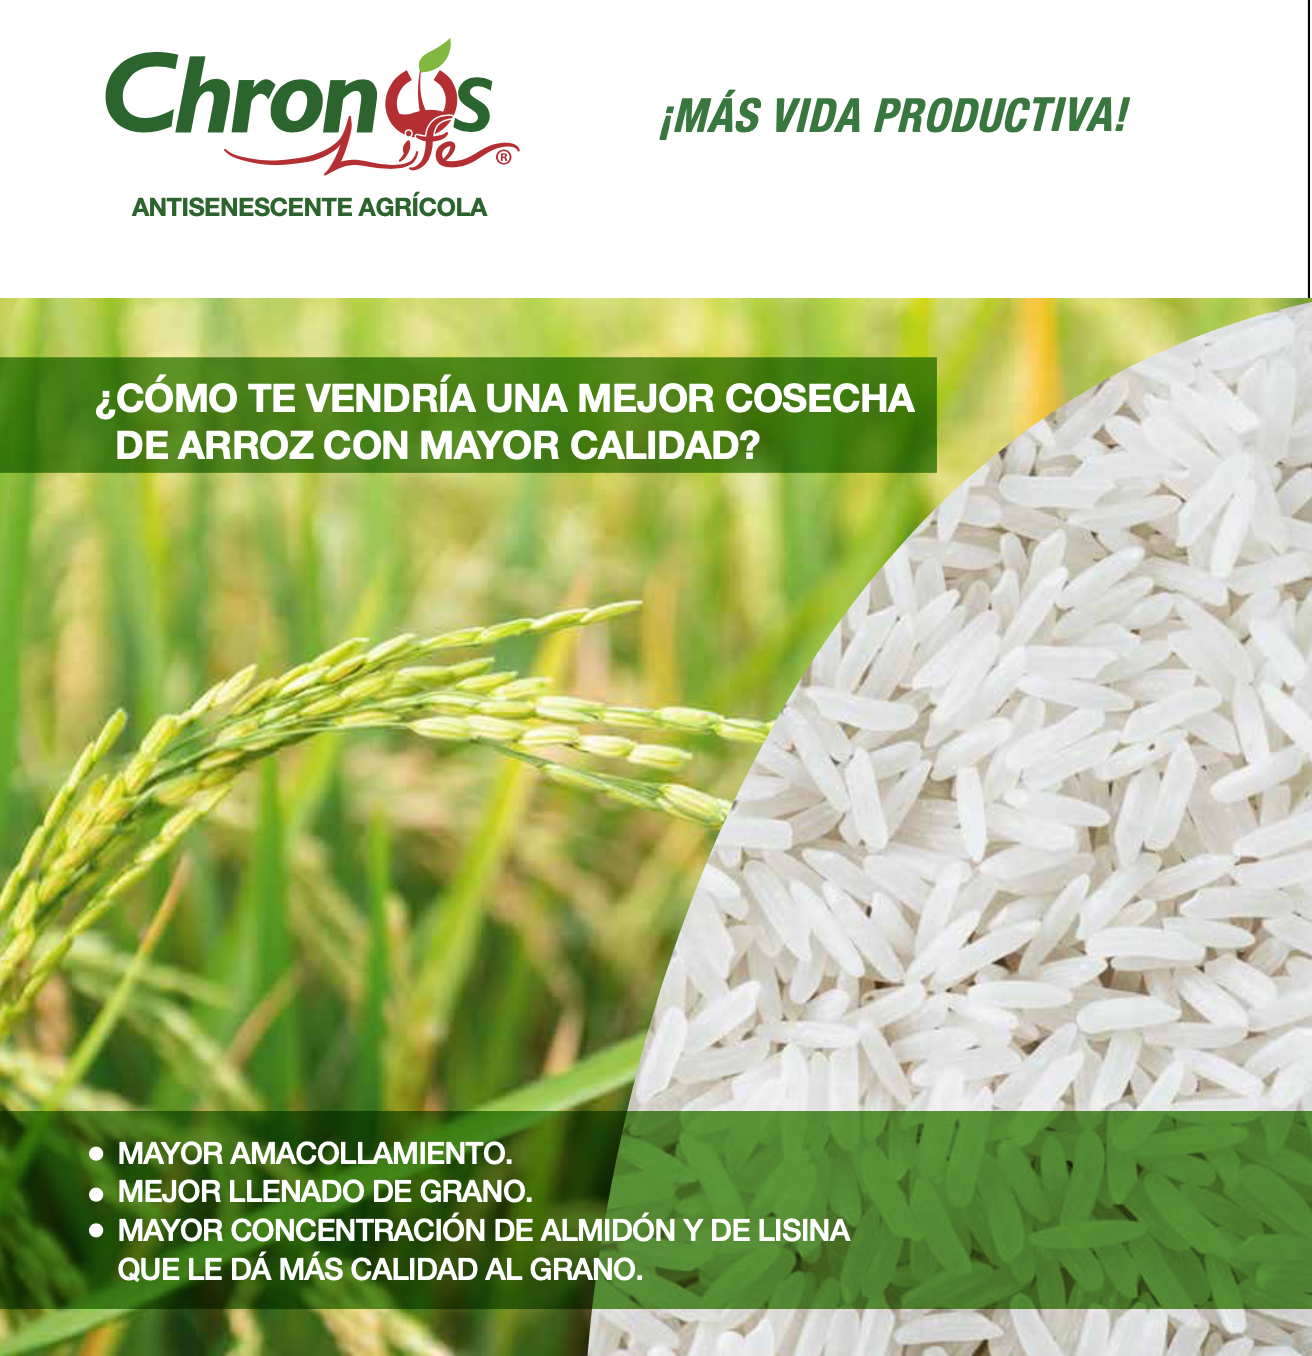 Chronos
Life ®
ANTISENESCENTE AGRÍCOLA
¡MÁS VIDA PRODUCTIVA!
¿CÓMO TE VENDRÍA UNA MEJOR COSECHA
DE ARROZ CON MAYOR CALIDAD?
• MAYOR AMACOLLAMIENTO.
• MEJOR LLENADO DE GRANO.
• MAYOR CONCENTRACIÓN DE ALMIDÓN Y DE LISINA
QUE LE DÁ MÁS CALIDAD AL GRANO.